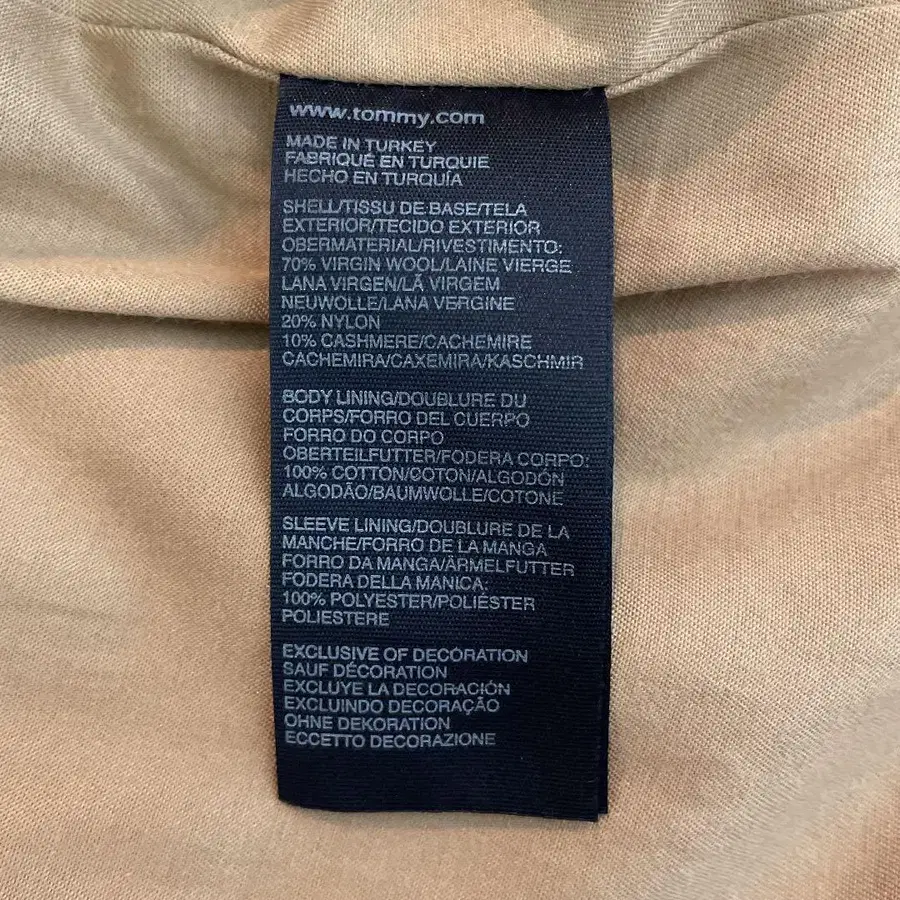 www.tommy.com
MADE IN TURKEY
FABRIQUÉ EN TURQUIE
HECHO EN TURQUÍA
SHELL/TISSU DE BASE/TELA
EXTERIOR/TECIDO EXTERIOR
OBERMATERIAL/RIVESTIMENTO:
70% VIRGIN WOOL/LAINE VIERGE
LANA VIRGEN/LÃ VIRGEM
NEUWOLLE/LANA VERGINE
20% NYLON
10% CASHMERE/CACHEMIRE
CACHEMIRA/CAXEMIRA/KASCHMIR
BODY LINING/DOUBLURE DU
CORPS/FORRO DEL CUERPO
FORRO DO CORPO
OBERTEILFUTTER/FODERA CORPO:
100% COTTON/COTON/ALGODÓN
ALGODÃO/BAUMWOLLE/COTONE
SLEEVE LINING/DOUBLURE DE LA
MANCHE/FORRO DE LA MANGA
FORRO DA MANGA/ÄRMELFUTTER
FODERA DELLA MANICA:
100% POLYESTER/POLIÉSTER
POLIESTERE
EXCLUSIVE OF DECORATION
SAUF DÉCORATION
EXCLUYE LA DECORACIÓN
EXCLUINDO DECORAÇÃO
OHNE DEKORATION
ECCETTO DECORAZIONE